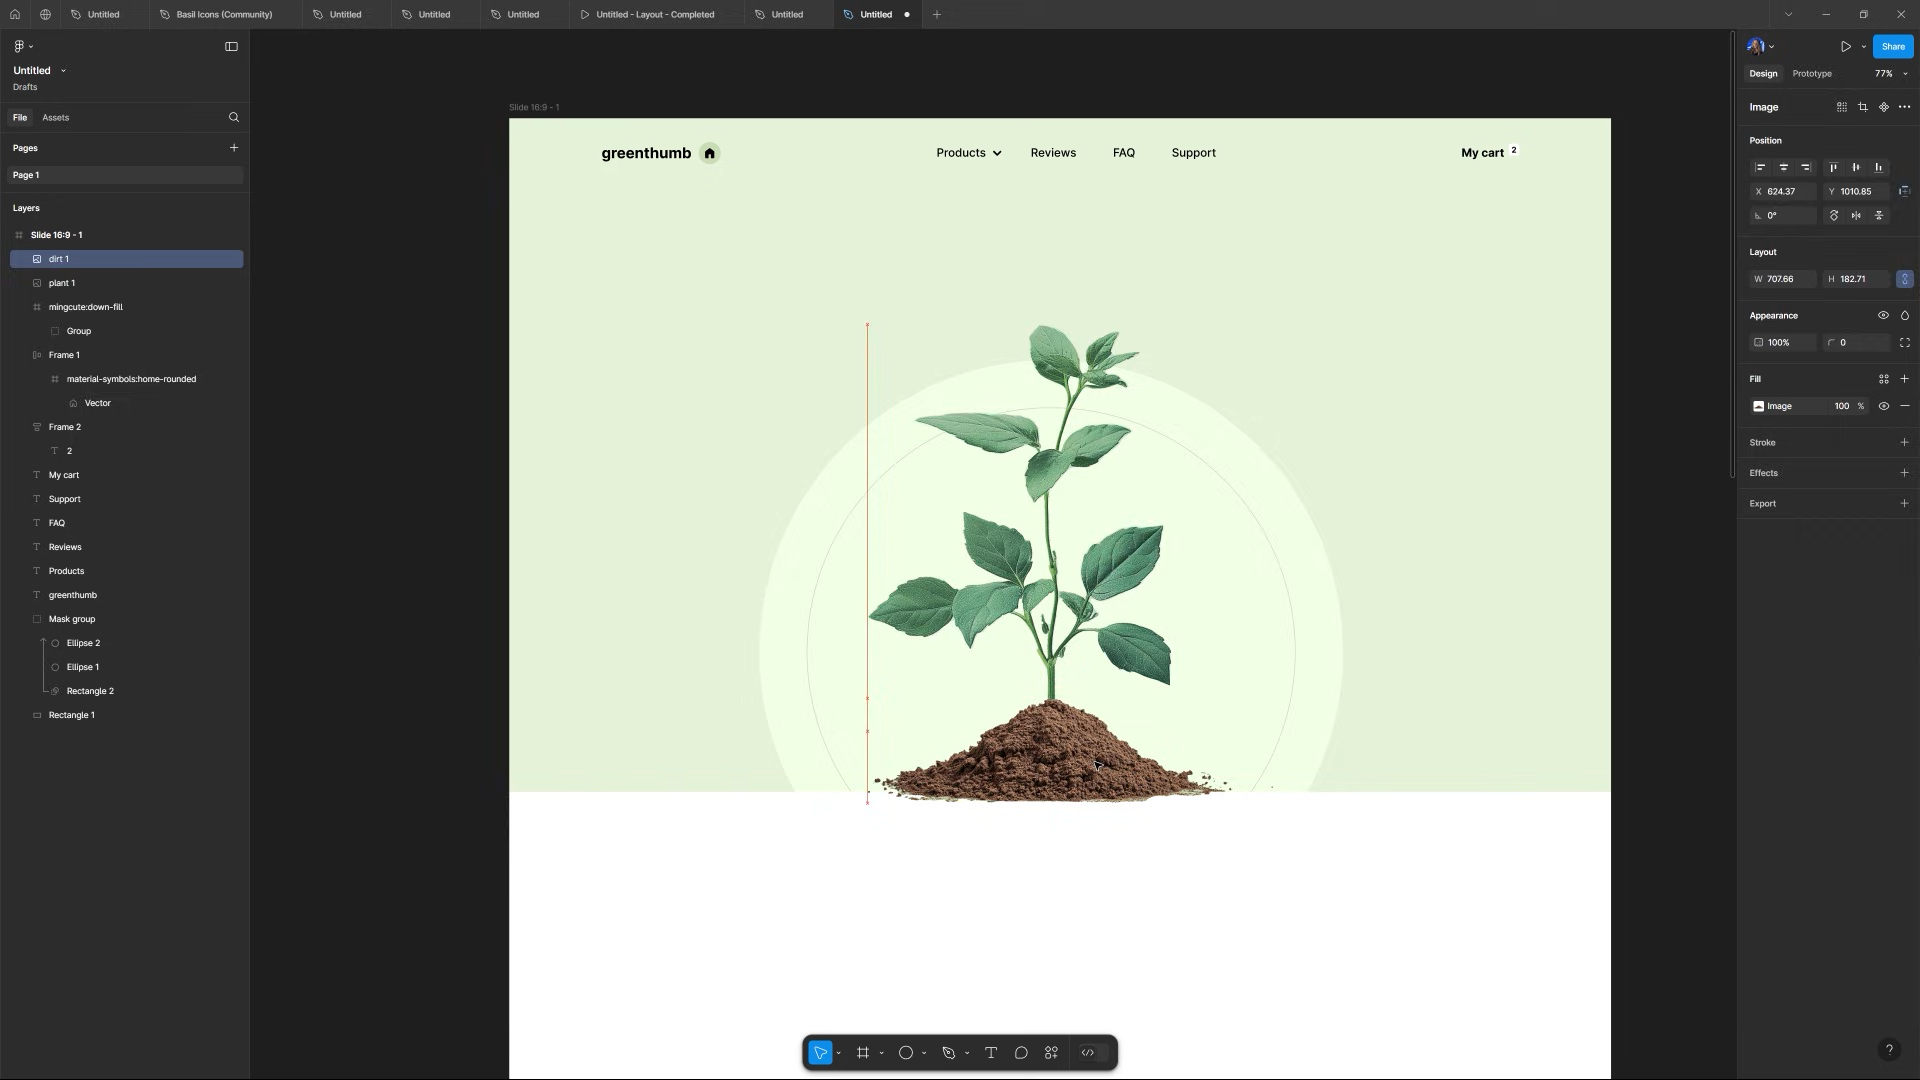 Untitled
Basil Icons (Community)
Untitled
Untitled
Untitled
Untitled - Layout - Completed
Untitled
Untitled
Untitled
Drafts
File
Assets
Pages
Page 1
Layers
Slide 16:9 - 1
dirt 1
plant 1
mingcute:down-fill
Group
Frame 1
material-symbols:home-rounded
Vector
Frame 2
2
My cart
Support
FAQ
Reviews
Products
greenthumb
Mask group
Ellipse 2
Ellipse 1
Rectangle 2
Rectangle 1
Slide 16:9 - 1
greenthumb
Products
Reviews
FAQ
Support
My cart 2
Share
Design
Prototype
77%
Image
Position
X 624.37
Y 1010.85
0°
Layout
W 707.66
H 182.71
Appearance
100%
0
Fill
Image 100 %
Stroke
Effects
Export
?